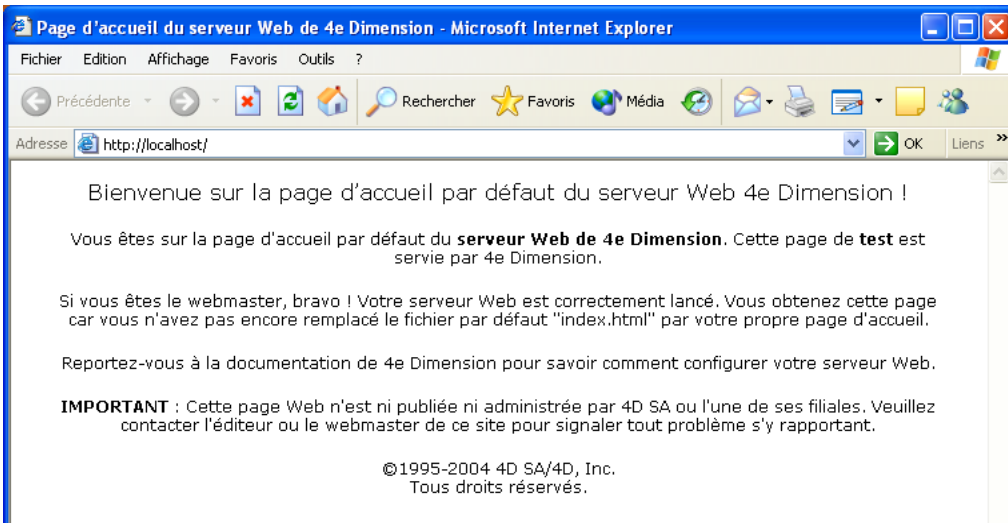 Page d'accueil du serveur Web de 4e Dimension - Microsoft Internet Explorer
Fichier Edition Affichage Favoris Outils ?
Précédente Rechercher Favoris Média
Adresse http://localhost/ OK Liens »
Bienvenue sur la page d'accueil par défaut du serveur Web 4e Dimension !
Vous êtes sur la page d'accueil par défaut du serveur Web de 4e Dimension. Cette page de test est
servie par 4e Dimension.
Si vous êtes le webmaster, bravo ! Votre serveur Web est correctement lancé. Vous obtenez cette page
car vous n'avez pas encore remplacé le fichier par défaut "index.html" par votre propre page d'accueil.
Reportez-vous à la documentation de 4e Dimension pour savoir comment configurer votre serveur Web.
IMPORTANT : Cette page Web n'est ni publiée ni administrée par 4D SA ou l'une de ses filiales. Veuillez
contacter l'éditeur ou le webmaster de ce site pour signaler tout problème s'y rapportant.
©1995-2004 4D SA/4D, Inc.
Tous droits réservés.